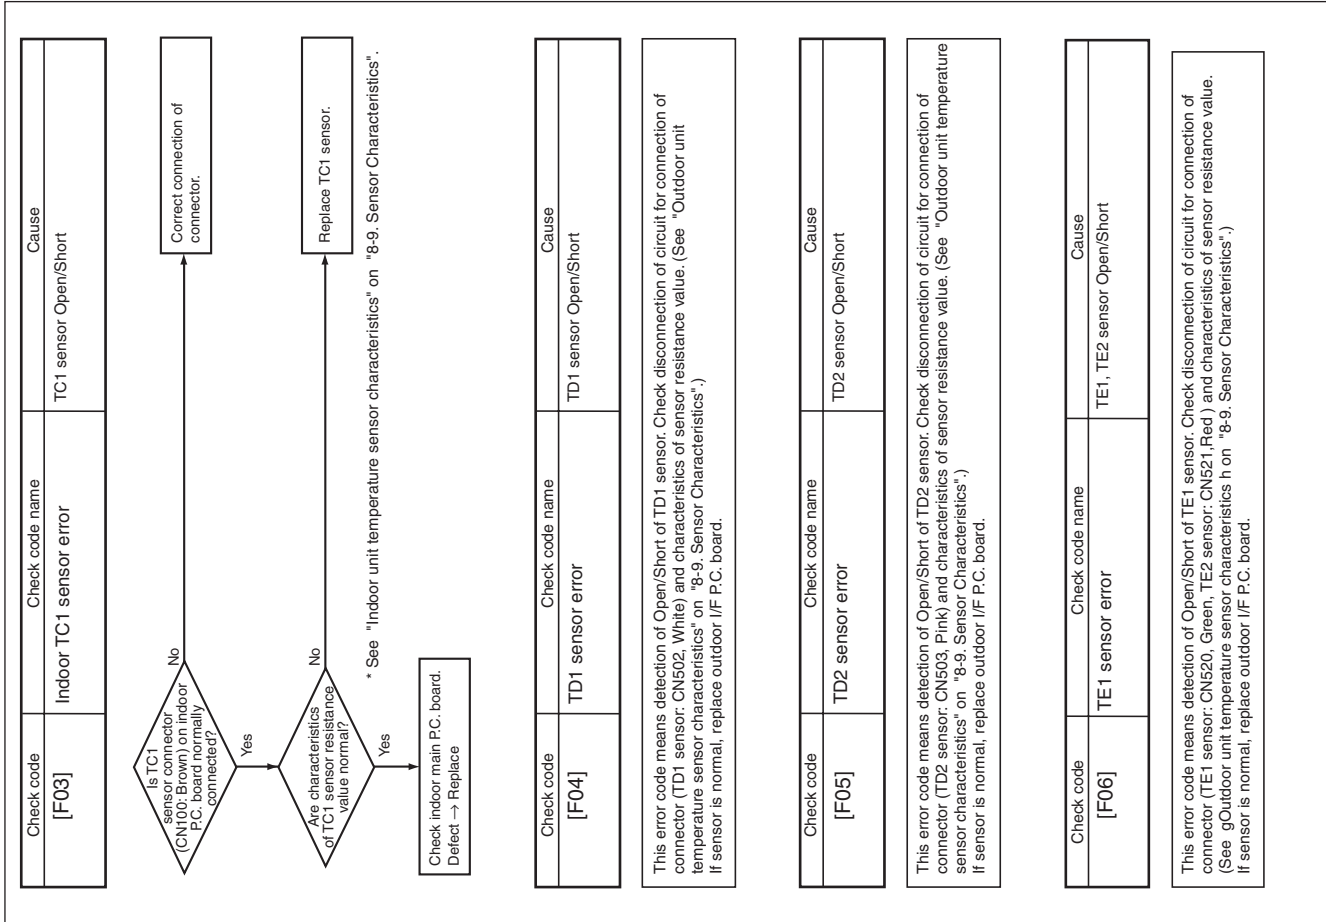 Check code
Check code name
Cause
[F03]
Indoor TC1 sensor error
TC1 sensor Open/Short
Is TC1
sensor connector
(CN100: Brown) on indoor
P.C. board normally
connected?
No
Correct connection of
connector.
Yes
Are characteristics
of TC1 sensor resistance
value normal?
No
Replace TC1 sensor.
* See "Indoor unit temperature sensor characteristics" on "8-9. Sensor Characteristics".
Yes
Check indoor main P.C. board.
Defect → Replace
Check code
Check code name
Cause
[F04]
TD1 sensor error
TD1 sensor Open/Short
This error code means detection of Open/Short of TD1 sensor. Check disconnection of circuit for connection of
connector (TD1 sensor: CN502, White) and characteristics of sensor resistance value. (See "Outdoor unit
temperature sensor characteristics" on "8-9. Sensor Characteristics".)
If sensor is normal, replace outdoor I/F P.C. board.
Check code
Check code name
Cause
[F05]
TD2 sensor error
TD2 sensor Open/Short
This error code means detection of Open/Short of TD2 sensor. Check disconnection of circuit for connection of
connector (TD2 sensor: CN503, Pink) and characteristics of sensor resistance value. (See "Outdoor unit temperature
sensor characteristics" on "8-9. Sensor Characteristics".)
If sensor is normal, replace outdoor I/F P.C. board.
Check code
Check code name
Cause
[F06]
TE1 sensor error
TE1, TE2 sensor Open/Short
This error code means detection of Open/Short of TE1 sensor. Check disconnection of circuit for connection of
connector (TE1 sensor: CN520, Green, TE2 sensor: CN521,Red ) and characteristics of sensor resistance value.
(See gOutdoor unit temperature sensor characteristics h on "8-9. Sensor Characteristics".)
If sensor is normal, replace outdoor I/F P.C. board.